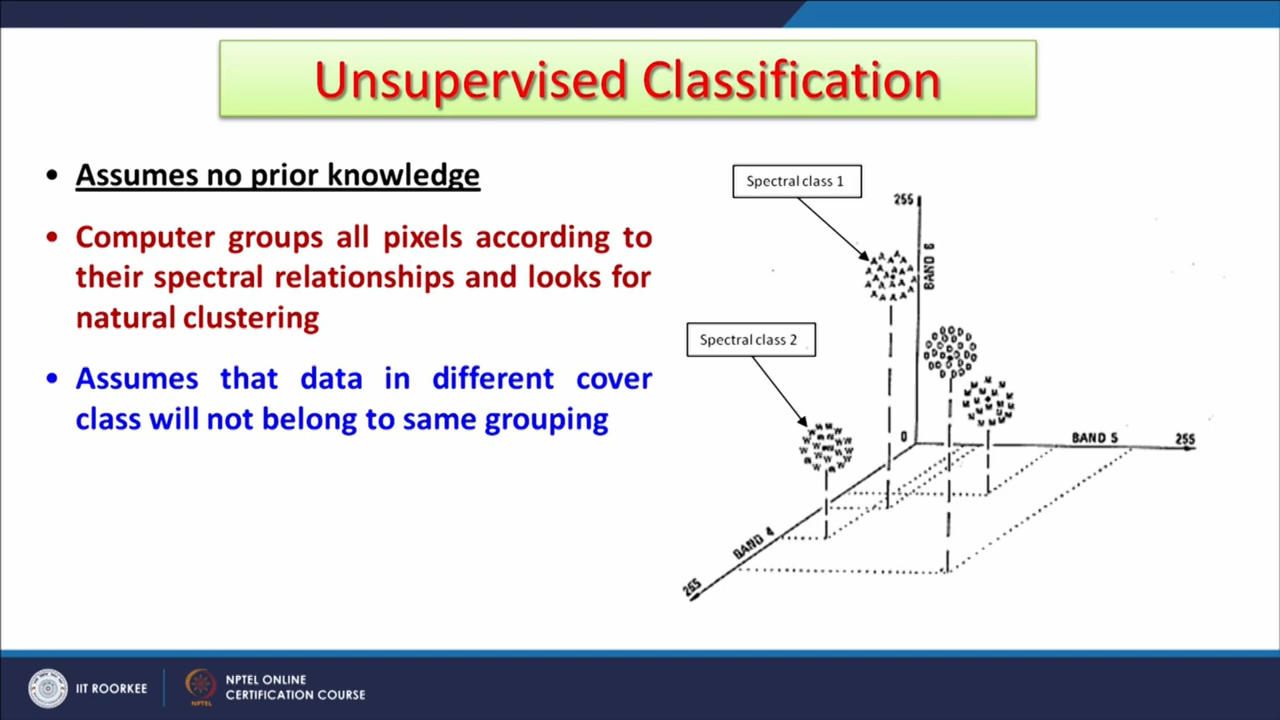 Unsupervised Classification
• Assumes no prior knowledge
• Computer groups all pixels according to
their spectral relationships and looks for
natural clustering
• Assumes that data in different cover
class will not belong to same grouping
Spectral class 1
255
BAND 6
Spectral class 2
0
BAND 5
255
BAND 4
255
IIT ROORKEE
NPTEL
NPTEL ONLINE
CERTIFICATION COURSE